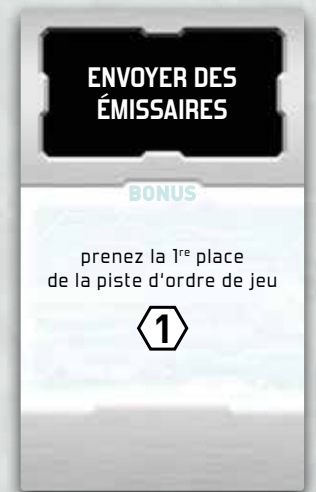 ENVOYER DES
ÉMISSAIRES
BONUS
prenez la 1re place
de la piste d'ordre de jeu
1